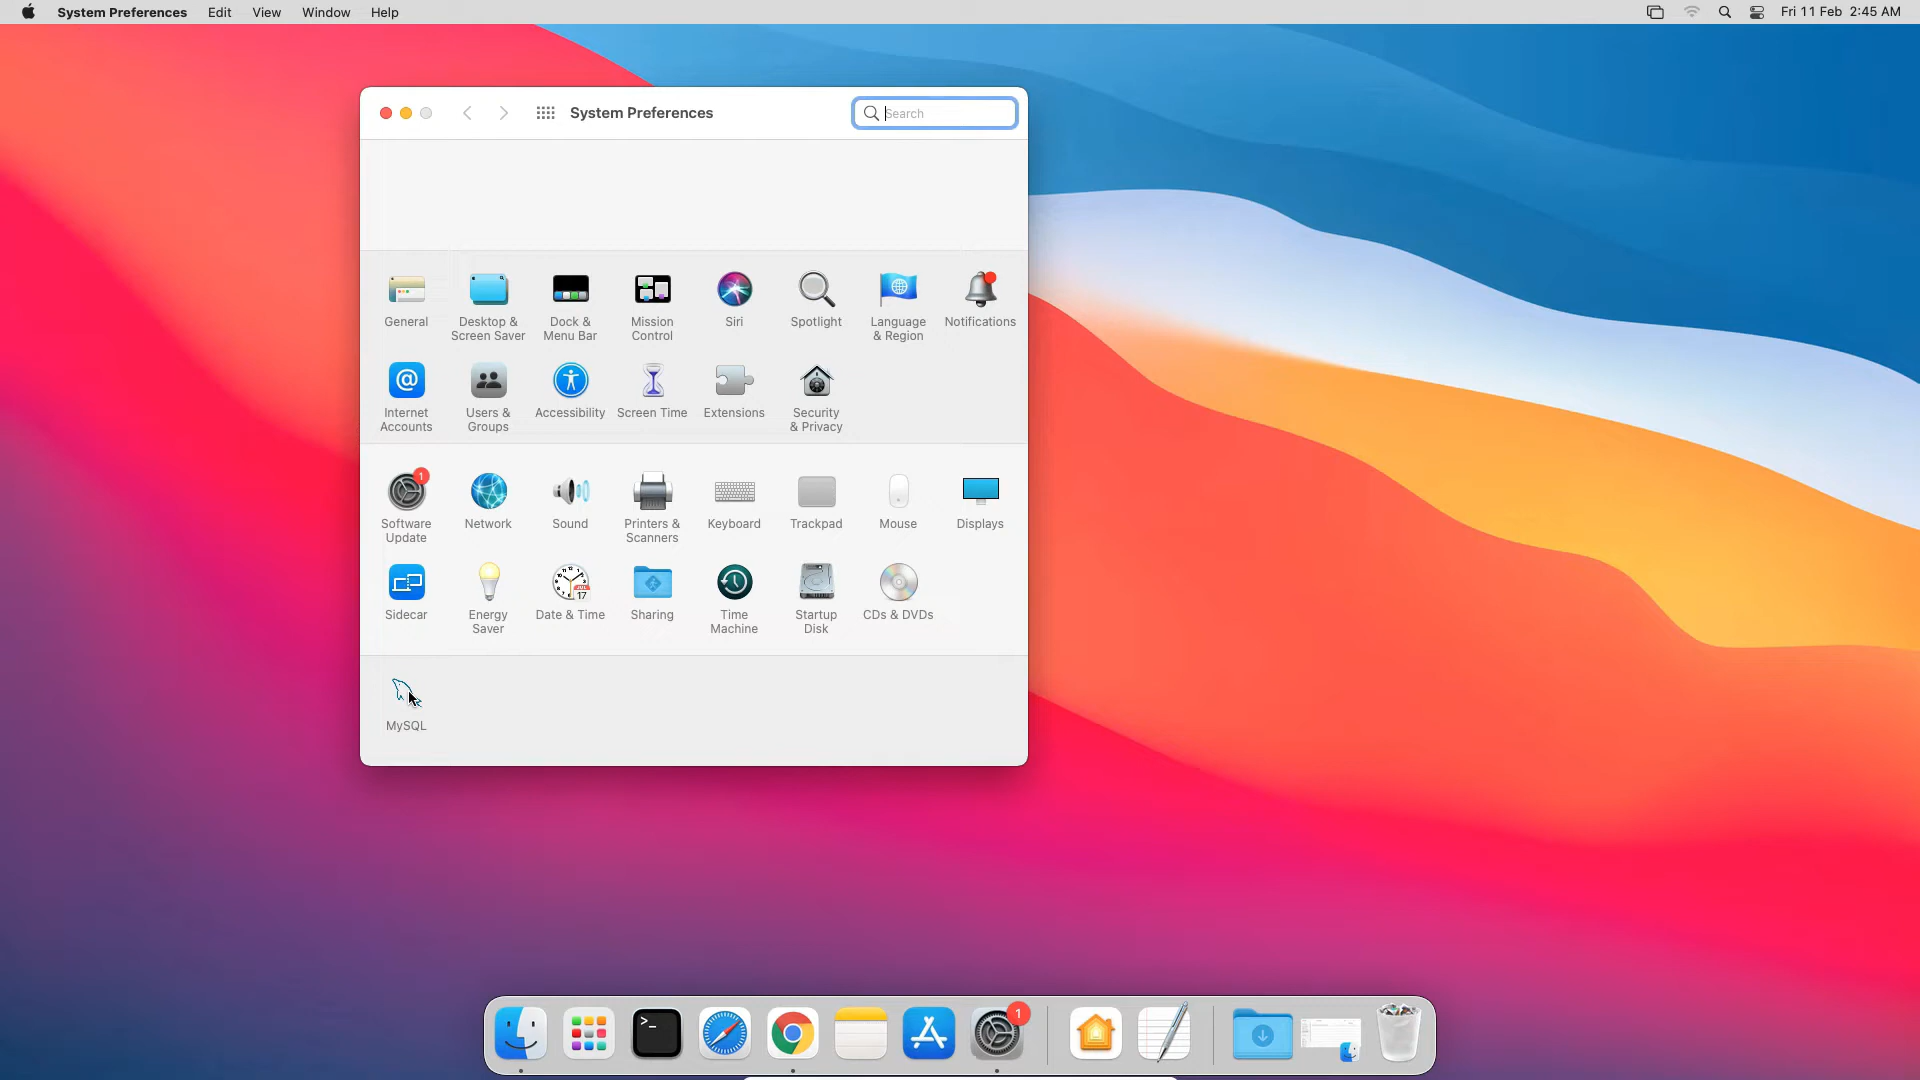 System Preferences Edit View Window Help Fri 11 Feb 2:45 AM
System Preferences Search
General Desktop & Screen Saver Dock & Menu Bar Mission Control Siri Spotlight Language & Region Notifications
Internet Accounts Users & Groups Accessibility Screen Time Extensions Security & Privacy
1
Software Update Network Sound Printers & Scanners Keyboard Trackpad Mouse Displays
JUL
17
Sidecar Energy Saver Date & Time Sharing Time Machine Startup Disk CDs & DVDs
MySQL
1